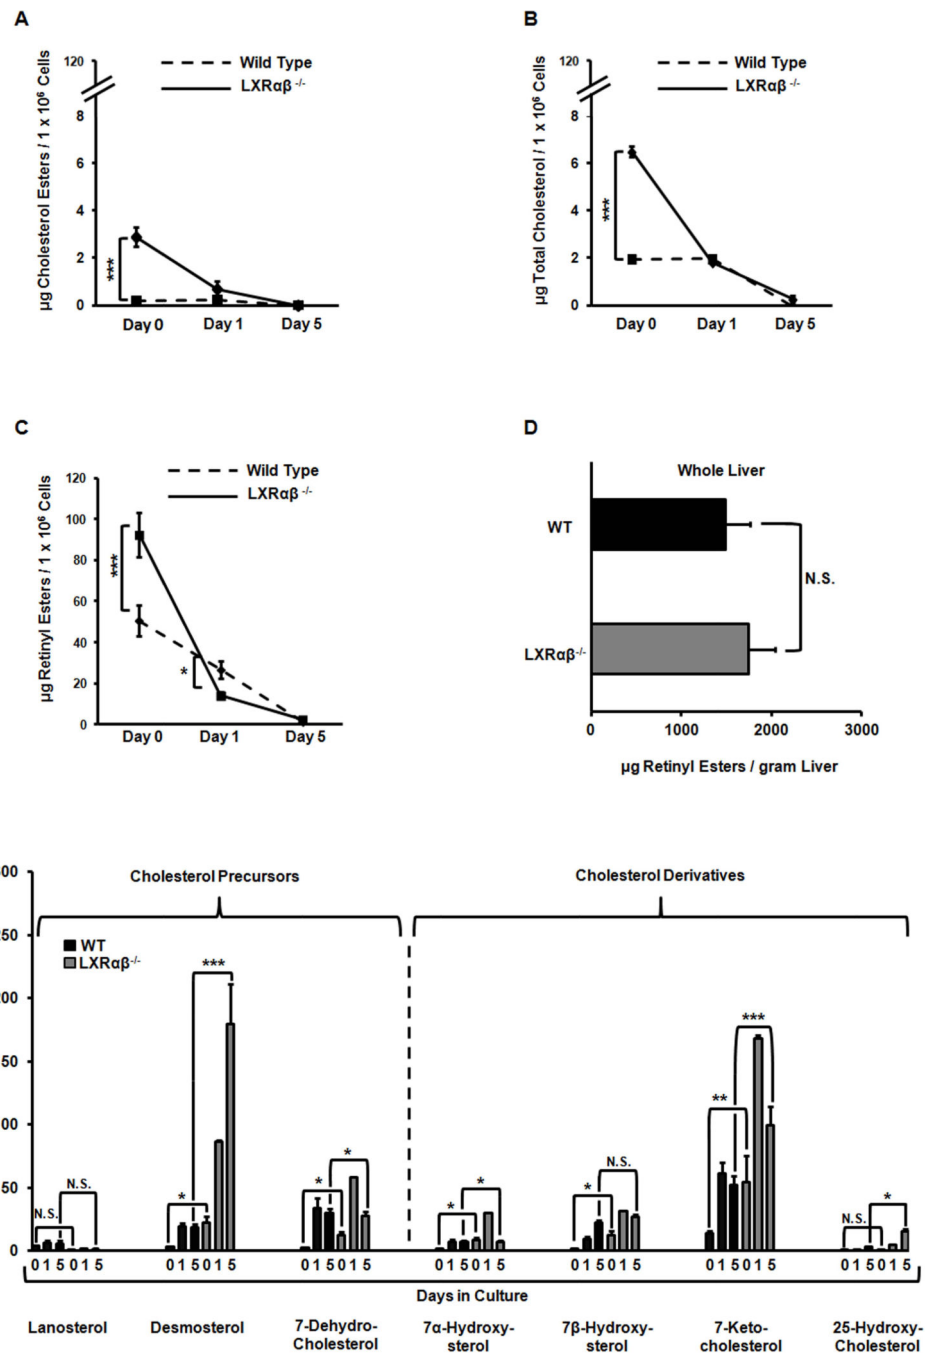 A
Wild Type
LXRαβ -/-
µg Cholesterol Esters / 1 x 10⁶ Cells
120
8
6
4
2
0
***
Day 0 Day 1 Day 5
B
Wild Type
LXRαβ -/-
µg Total Cholesterol / 1 x 10⁶ Cells
120
8
6
4
2
0
***
Day 0 Day 1 Day 5
C
Wild Type
LXRαβ -/-
µg Retinyl Esters / 1 x 10⁶ Cells
120
100
80
60
40
20
0
***
*
Day 0 Day 1 Day 5
D
Whole Liver
WT
N.S.
LXRαβ-/-
0 1000 2000 3000
µg Retinyl Esters / gram Liver
Cholesterol Precursors Cholesterol Derivatives
WT
LXRαβ-/-
00
50
00
50
00
50
0
N.S. N.S. * *** * * * * * N.S. ** *** N.S. *
0 1 5 0 1 5 0 1 5 0 1 5 0 1 5 0 1 5 0 1 5 0 1 5 0 1 5 0 1 5 0 1 5 0 1 5 0 1 5 0 1 5
Days in Culture
Lanosterol Desmosterol 7-Dehydro- 7α-Hydroxy- 7β-Hydroxy- 7-Keto- 25-Hydroxy-
Cholesterol sterol sterol cholesterol Cholesterol